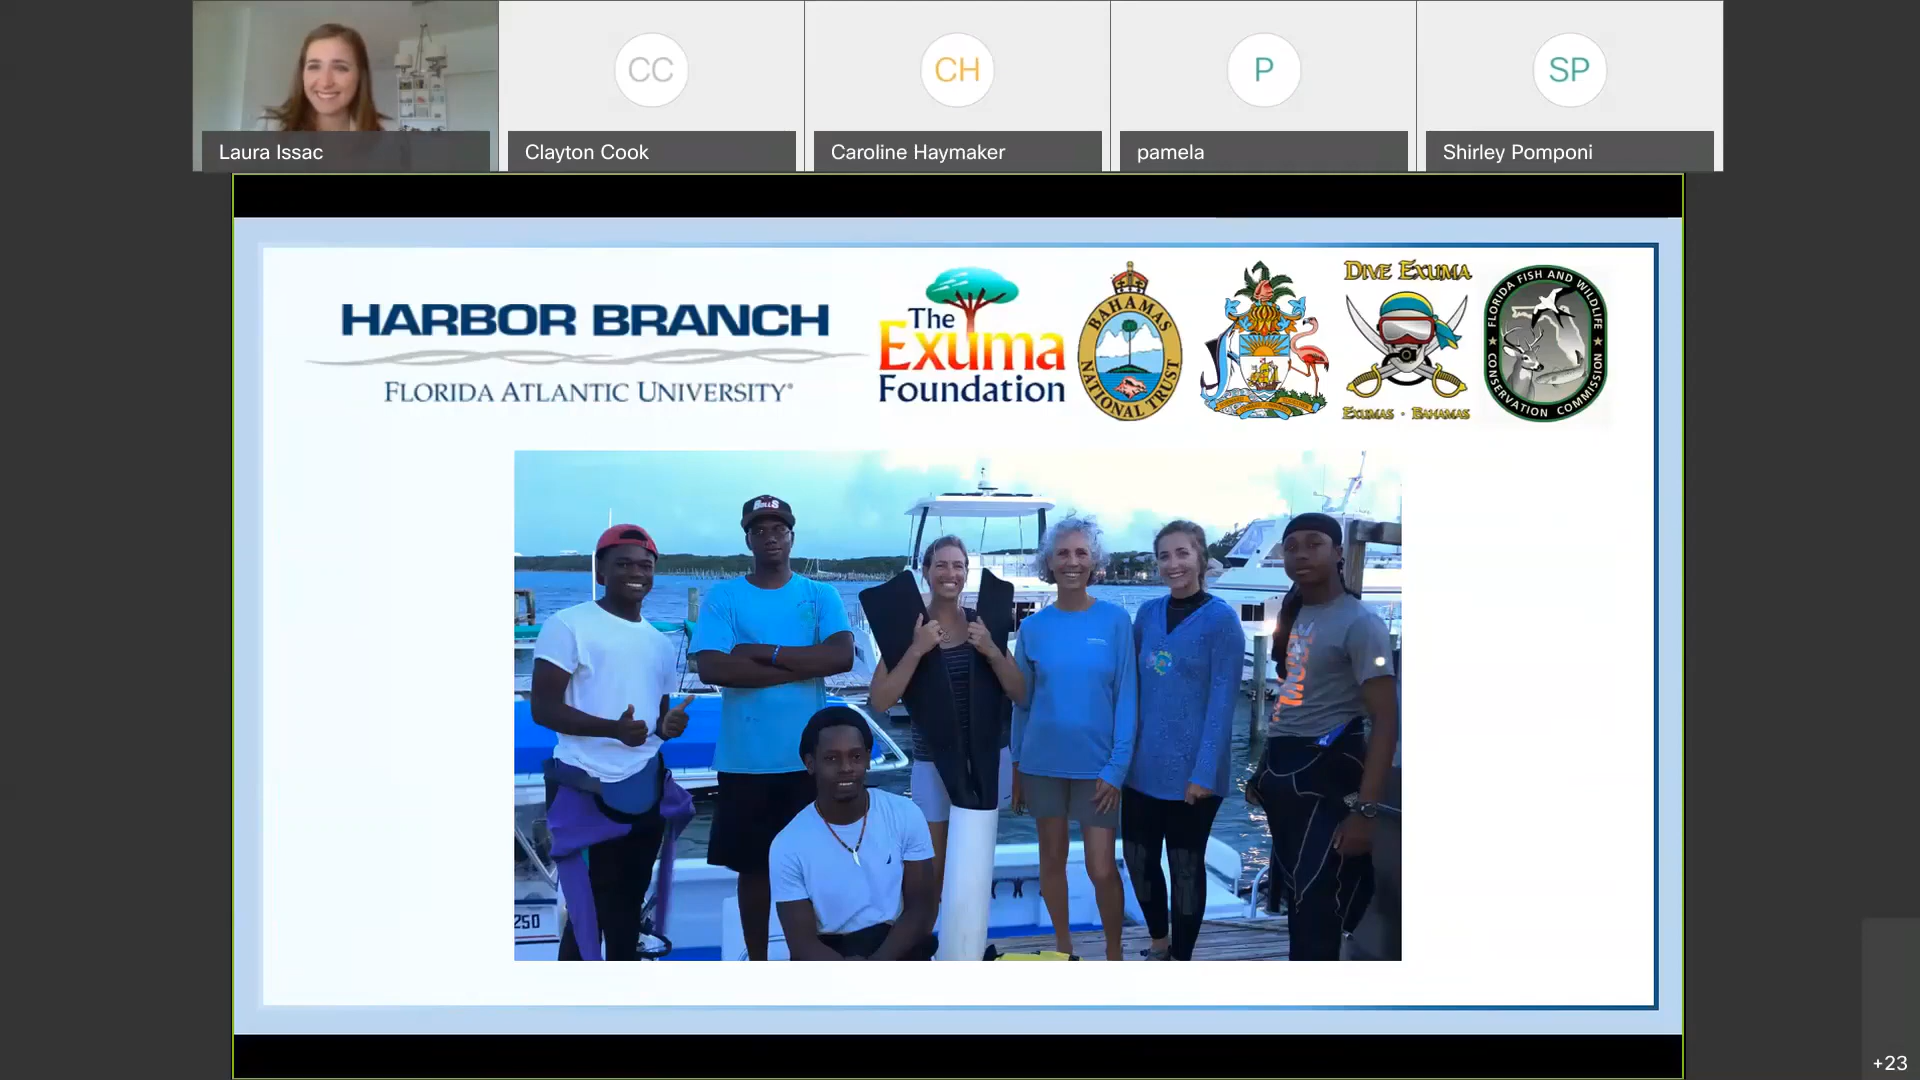 Laura Issac
CC
Clayton Cook
CH
Caroline Haymaker
P
pamela
SP
Shirley Pomponi
HARBOR BRANCH
FLORIDA ATLANTIC UNIVERSITY®
The
Exuma
Foundation
BAHAMAS
NATIONAL TRUST
DIVE EXUMA
EXUMAS - BAHAMAS
FLORIDA FISH AND WILDLIFE
CONSERVATION COMMISSION
BULLS
250
+23